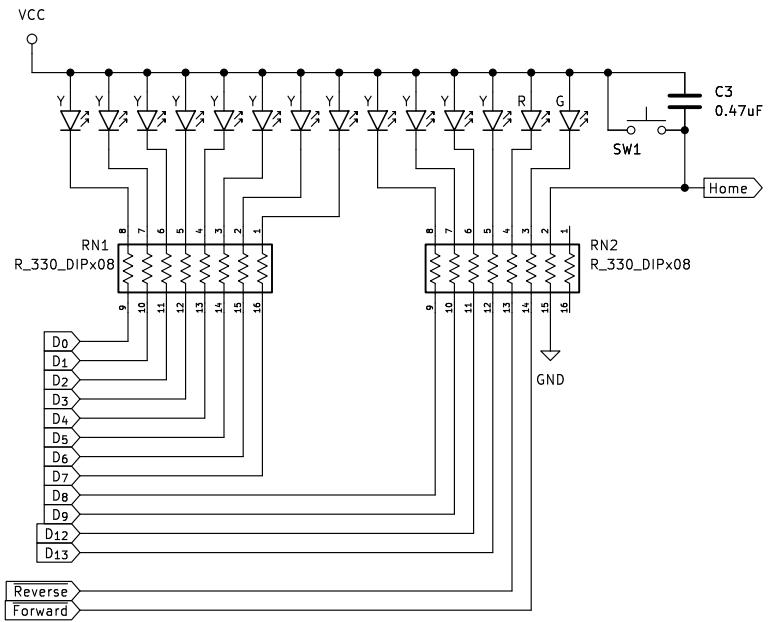 VCC
Y Y Y Y Y Y Y Y Y Y Y Y R G
C3
0.47uF
SW1
Home
8 7 6 5 4 3 2 1
8 7 6 5 4 3 2 1
RN1
R_330_DIPx08
RN2
R_330_DIPx08
9 10 11 12 13 14 15 16
9 10 11 12 13 14 15 16
GND
D0
D1
D2
D3
D4
D5
D6
D7
D8
D9
D12
D13
Reverse
Forward